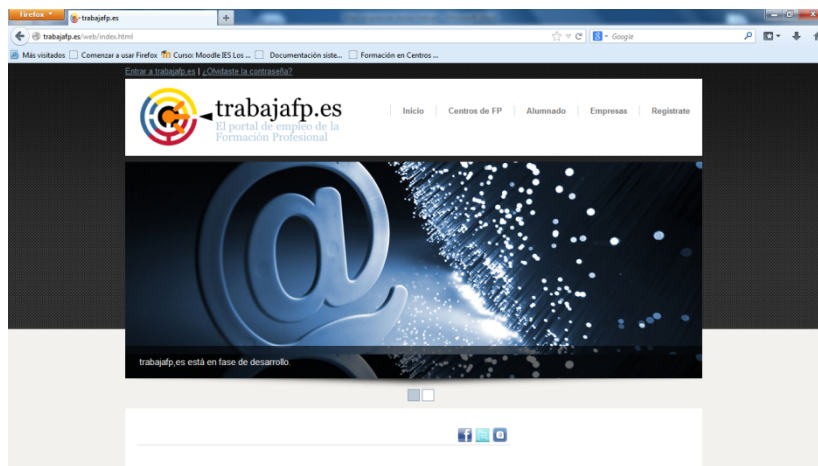 Firefox
trabajafp.es
trabajafp.es/web/index.html
Google
Más visitados Comenzar a usar Firefox Curso: Moodle IES Los ... Documentación siste... Formación en Centros ...
Entrar a trabajafp.es | ¿Olvidaste la contraseña?
trabajafp.es
El portal de empleo de la
Formación Profesional
Inicio Centros de FP Alumnado Empresas Registrate
trabajafp,es está en fase de desarrollo.